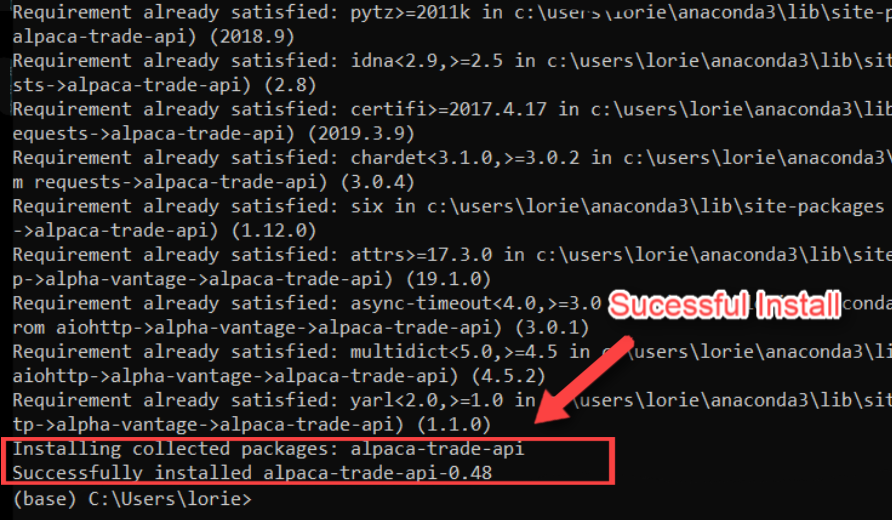 Requirement already satisfied: pytz>=2011k in c:\users\lorie\anaconda3\lib\site-p
alpaca-trade-api) (2018.9)
Requirement already satisfied: idna<2.9,>=2.5 in c:\users\lorie\anaconda3\lib\sit
sts->alpaca-trade-api) (2.8)
Requirement already satisfied: certifi>=2017.4.17 in c:\users\lorie\anaconda3\lib
equests->alpaca-trade-api) (2019.3.9)
Requirement already satisfied: chardet<3.1.0,>=3.0.2 in c:\users\lorie\anaconda3\
m requests->alpaca-trade-api) (3.0.4)
Requirement already satisfied: six in c:\users\lorie\anaconda3\lib\site-packages
->alpaca-trade-api) (1.12.0)
Requirement already satisfied: attrs>=17.3.0 in c:\users\lorie\anaconda3\lib\site
p->alpha-vantage->alpaca-trade-api) (19.1.0)
Requirement already satisfied: async-timeout<4.0,>=3.0 conda
Sucessful Install
rom aiohttp->alpha-vantage->alpaca-trade-api) (3.0.1)
Requirement already satisfied: multidict<5.0,>=4.5 in c:\users\lorie\anaconda3\li
aiohttp->alpha-vantage->alpaca-trade-api) (4.5.2)
Requirement already satisfied: yarl<2.0,>=1.0 in \users\lorie\anaconda3\lib\sit
tp->alpha-vantage->alpaca-trade-api) (1.1.0)
Installing collected packages: alpaca-trade-api
Successfully installed alpaca-trade-api-0.48
(base) C:\Users\lorie>